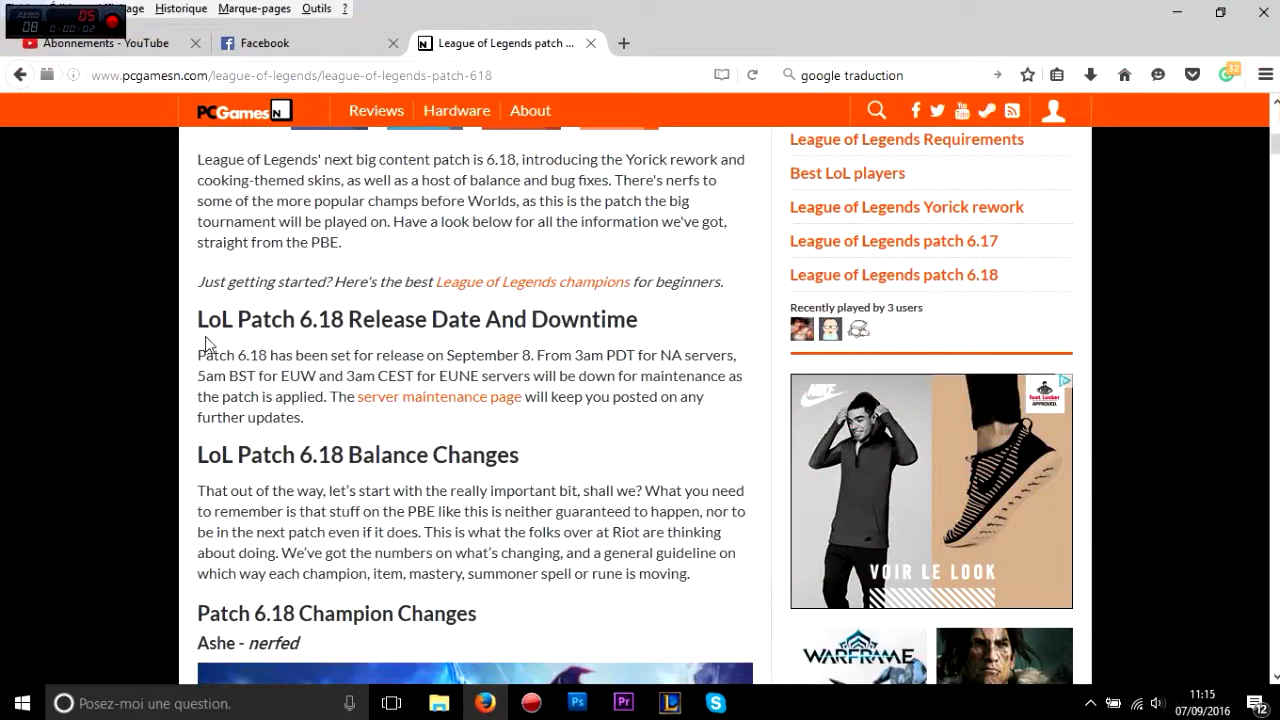 Affichage Historique Marque-pages Outils ?
AERO 08 05 0:00:02
Abonnements - YouTube
Facebook
N League of Legends patch ...
www.pcgamesn.com/league-of-legends/league-of-legends-patch-618
google traduction
32
PCGamesN
Reviews Hardware About
League of Legends' next big content patch is 6.18, introducing the Yorick rework and
cooking-themed skins, as well as a host of balance and bug fixes. There's nerfs to
some of the more popular champs before Worlds, as this is the patch the big
tournament will be played on. Have a look below for all the information we've got,
straight from the PBE.
Just getting started? Here's the best League of Legends champions for beginners.
LoL Patch 6.18 Release Date And Downtime
Patch 6.18 has been set for release on September 8. From 3am PDT for NA servers,
5am BST for EUW and 3am CEST for EUNE servers will be down for maintenance as
the patch is applied. The server maintenance page will keep you posted on any
further updates.
LoL Patch 6.18 Balance Changes
That out of the way, let's start with the really important bit, shall we? What you need
to remember is that stuff on the PBE like this is neither guaranteed to happen, nor to
be in the next patch even if it does. This is what the folks over at Riot are thinking
about doing. We've got the numbers on what's changing, and a general guideline on
which way each champion, item, mastery, summoner spell or rune is moving.
Patch 6.18 Champion Changes
Ashe - nerfed
League of Legends Requirements
Best LoL players
League of Legends Yorick rework
League of Legends patch 6.17
League of Legends patch 6.18
Recently played by 3 users
NIKE
Foot Locker
APPROVED.
VOIR LE LOOK
WARFRAME
Posez-moi une question.
Ps
Pr
L
11:15
07/09/2016
12